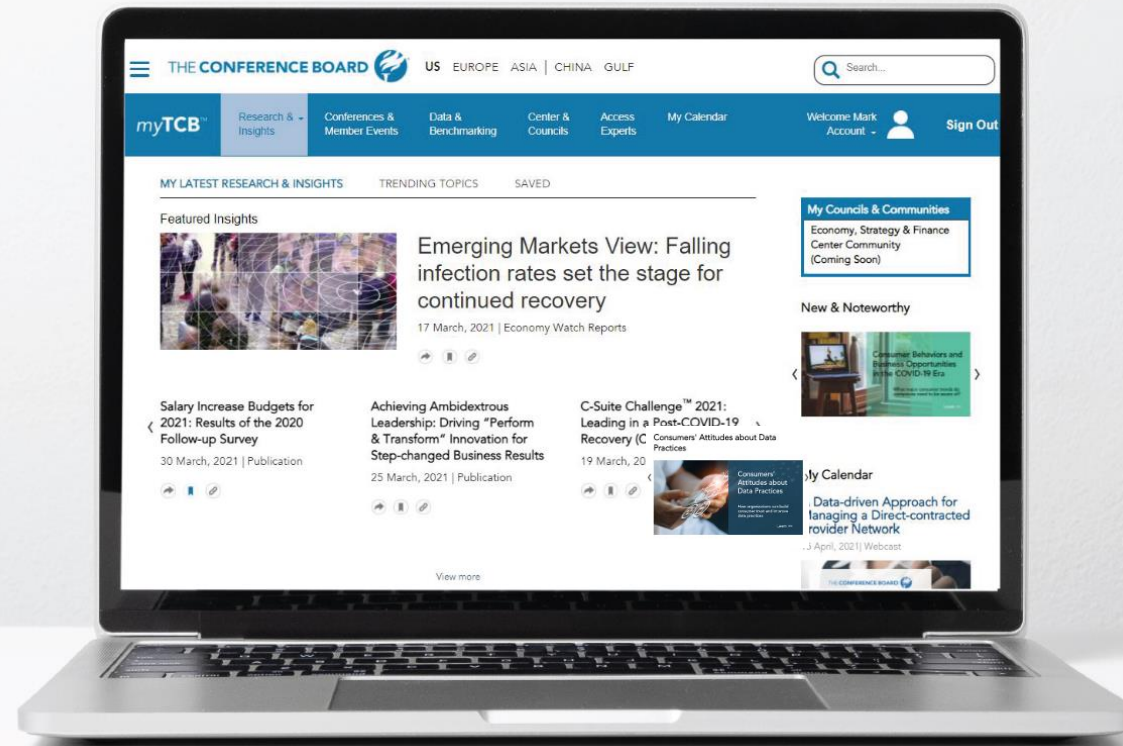 THE CONFERENCE BOARD
US EUROPE ASIA | CHINA GULF
Search...
myTCB™
Research &
Insights
Conferences &
Member Events
Data &
Benchmarking
Center &
Councils
Access
Experts
My Calendar
Welcome Mark
Account
Sign Out
MY LATEST RESEARCH & INSIGHTS
TRENDING TOPICS
SAVED
Featured Insights
Emerging Markets View: Falling
infection rates set the stage for
continued recovery
17 March, 2021 | Economy Watch Reports
Salary Increase Budgets for
2021: Results of the 2020
Follow-up Survey
30 March, 2021 | Publication
Achieving Ambidextrous
Leadership: Driving "Perform
& Transform" Innovation for
Step-changed Business Results
25 March, 2021 | Publication
C-Suite Challenge™ 2021:
Leading in a Post-COVID-19
Recovery (C
19 March, 20
Consumers' Attitudes about Data
Practices
Consumers'
Attitudes about
Data Practices
View more
My Councils & Communities
Economy, Strategy & Finance
Center Community
(Coming Soon)
New & Noteworthy
Consumer Behaviors and
Business Opportunities
in the COVID-19 Era
ly Calendar
Data-driven Approach for
Managing a Direct-contracted
rovider Network
April, 2021| Webcast
THE CONFERENCE BOARD